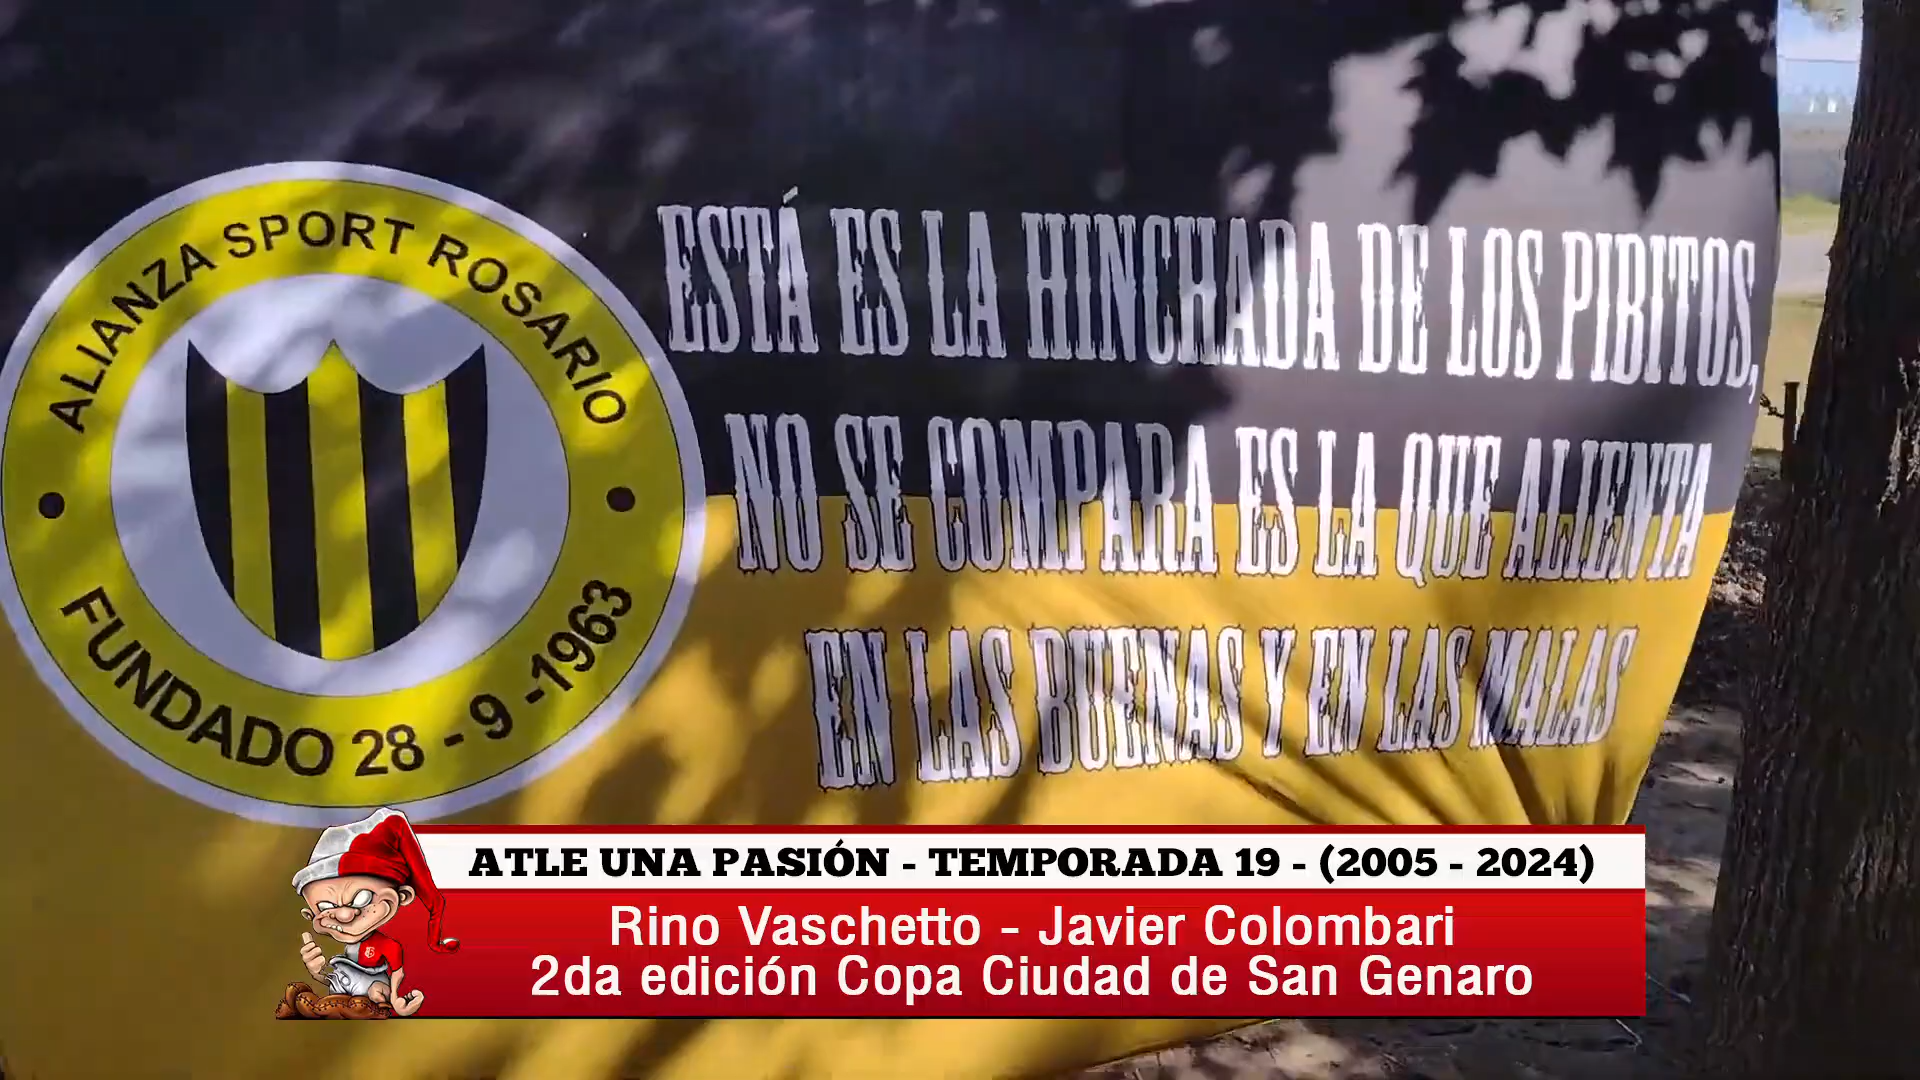 ALIANZA SPORT ROSARIO
FUNDADO 28 - 9 - 1963
ESTÁ ES LA HINCHADA DE LOS PIBITOS,
NO SE COMPARA ES LA QUE ALIENTA
EN LAS BUENAS Y EN LAS MALAS
ATLE UNA PASIÓN - TEMPORADA 19 - (2005 - 2024)
Rino Vaschetto - Javier Colombari
2da edición Copa Ciudad de San Genaro